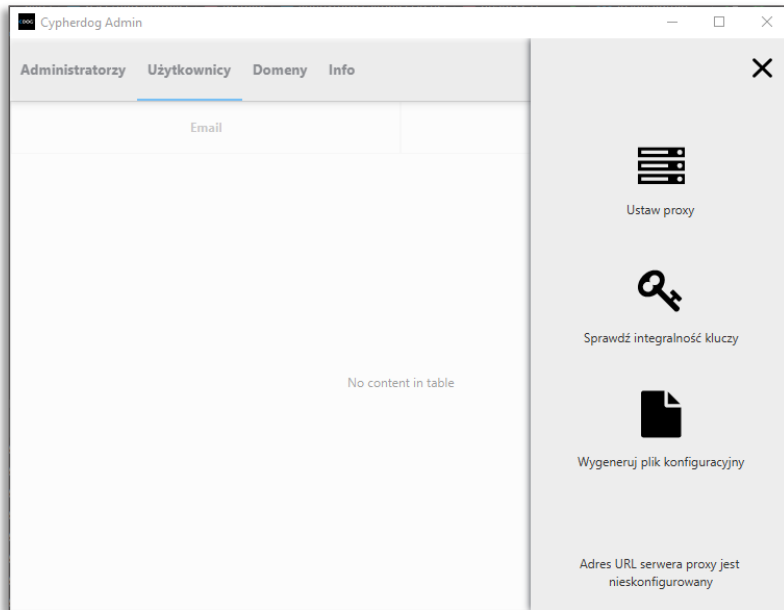 Cypherdog Admin
Administratorzy Użytkownicy Domeny Info
Email
Ustaw proxy
Sprawdź integralność kluczy
No content in table
Wygeneruj plik konfiguracyjny
Adres URL serwera proxy jest
nieskonfigurowany